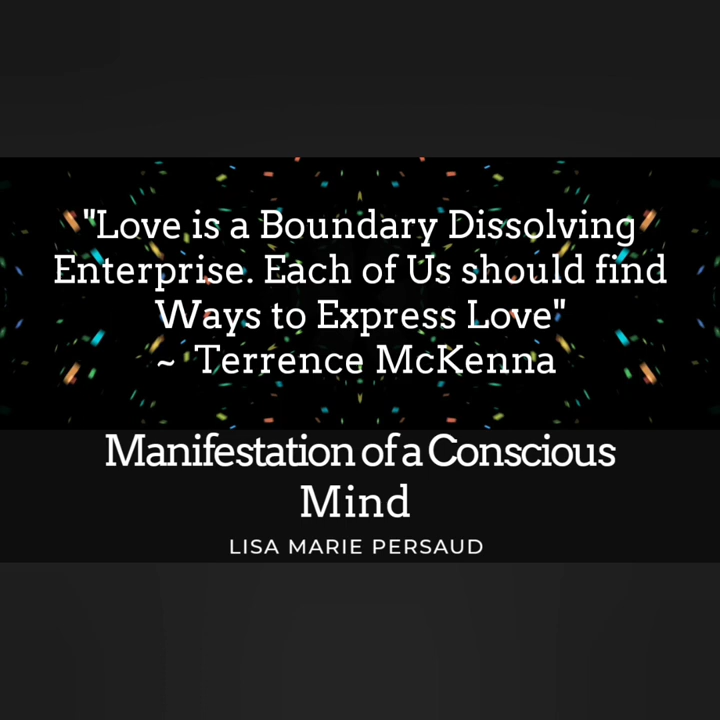 "Love is a Boundary Dissolving
Enterprise. Each of Us should find
Ways to Express Love"
~ Terrence McKenna
Manifestation of a Conscious
Mind
LISA MARIE PERSAUD